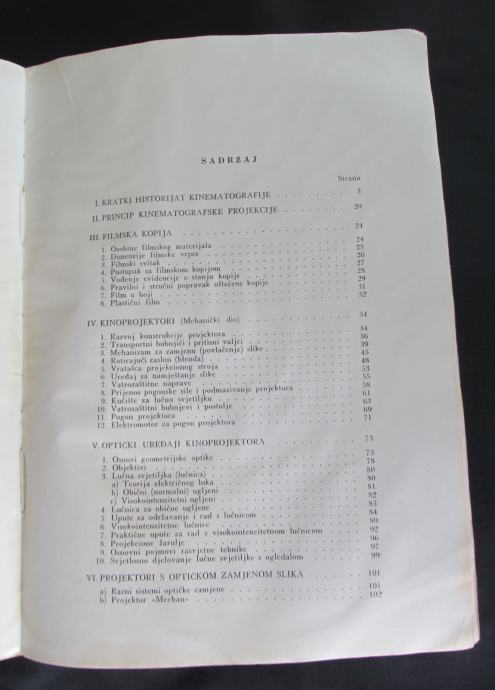 SADRŽAJ
Strana
I. KRATKI HISTORIJAT KINEMATOGRAFIJE . . . . . . . . . 3
II. PRINCIP KINEMATOGRAFSKE PROJEKCIJE . . . . . . . . . 20
III. FILMSKA KOPIJA . . . . . . . . . 24
1. Osobine filmskog materijala . . . . . . . . . 24
2. Dimenzije filmske vrpce . . . . . . . . . 25
3. Filmski svitak . . . . . . . . . 26
4. Postupak sa filmskom kopijom . . . . . . . . . 27
5. Vođenje evidencije o stanju kopije . . . . . . . . . 28
6. Pravilni i stručni popravak oštećene kopije . . . . . . . . . 29
7. Film u boji . . . . . . . . . 31
8. Plastični film . . . . . . . . . 32
IV. KINOPROJEKTORI (Mehanički dio) . . . . . . . . . 34
1. Razvoj konstrukcije projektora . . . . . . . . . 34
2. Transportni bubnjići i pritisni valjci . . . . . . . . . 36
3. Mehanizam za zamjenu (povlačenje) slike . . . . . . . . . 39
4. Rotirajući zaslon (blenda) . . . . . . . . . 45
5. Vratašca projekcionog stroja . . . . . . . . . 48
6. Uređaj za namještanje slike . . . . . . . . . 53
7. Vatrozaštitne naprave . . . . . . . . . 55
8. Prijenos pogonske sile i podmazivanje projektora . . . . . . . . . 58
9. Kućište za lučnu svjetiljku . . . . . . . . . 61
10. Vatrozaštitni bubnjevi i postolje . . . . . . . . . 63
11. Pogon projektora . . . . . . . . . 69
12. Elektromotor za pogon projektora . . . . . . . . . 71
V. OPTIČKI UREĐAJI KINOPROJEKTORA . . . . . . . . . 73
1. Osnovi geometrijske optike . . . . . . . . . 73
2. Objektivi . . . . . . . . . 78
3. Lučna svjetiljka (lučnica) . . . . . . . . . 80
a) Teorija električnog luka . . . . . . . . . 80
b) Obični (normalni) ugljeni . . . . . . . . . 81
c) Visokointenzitetni ugljeni . . . . . . . . . 82
4. Lučnica za obične ugljene . . . . . . . . . 83
5. Upute za održavanje i rad s lučnicom . . . . . . . . . 84
6. Visokointenzitetne lučnice . . . . . . . . . 89
7. Praktične upute za rad s visokointenzitetnom lučnicom . . . . . . . . . 92
8. Projekcione žarulje . . . . . . . . . 96
9. Osnovni pojmovi rasvjetne tehnike . . . . . . . . . 97
10. Svjetlosno djelovanje lučne svjetiljke s ogledalom . . . . . . . . . 99
VI. PROJEKTORI S OPTIČKOM ZAMJENOM SLIKA . . . . . . . . . 101
a) Razni sistemi optičke zamjene . . . . . . . . . 101
b) Projektor »Mechau« . . . . . . . . . 102